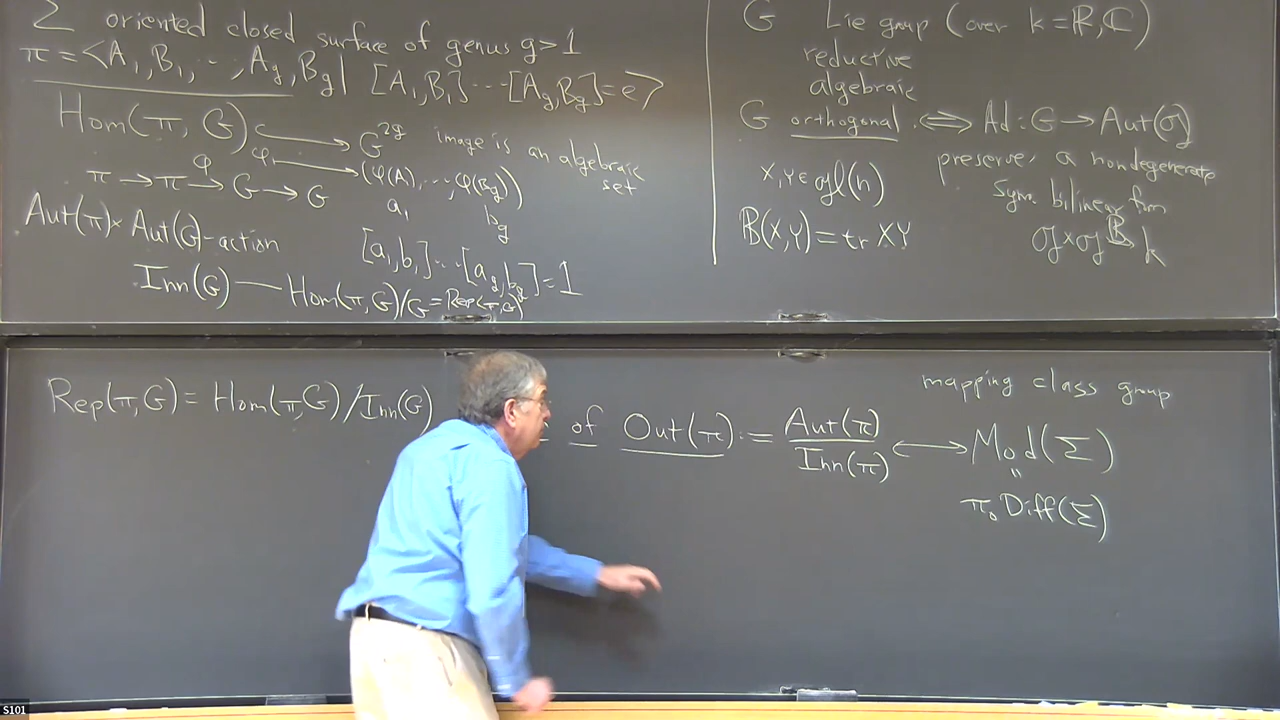 Σ oriented closed surface of genus g>1
π = <A₁,B₁,⋯,A_g,B_g| [A₁,B₁]⋯[A_g,B_g]=e>
Hom(π, G) ↪ G^{2g} image is an algebraic set
φ ↦ (φ(A₁),⋯,φ(B_g))
π → π →^φ G → G
a₁ b_g
Aut(π)×Aut(G)-action
[a₁,b₁]⋯[a_g,b_g]=1
Inn(G) — Hom(π,G)/G = Rep(π,G)
G Lie group (over k=ℝ,ℂ)
reductive
algebraic
G orthogonal ⟺ Ad: G → Aut(𝔤)
preserve a nondegenerate
Sym. bilinear form
𝔤×𝔤 →^𝔹 k
X,Y∈ 𝔤l(n)
𝔹(X,Y) = tr XY
Rep(π,G) = Hom(π,G)/Inn(G)
of Out(π) := Aut(π)/Inn(π) ⟷ Mod(Σ)
mapping class group
"
π₀Diff(Σ)
S101